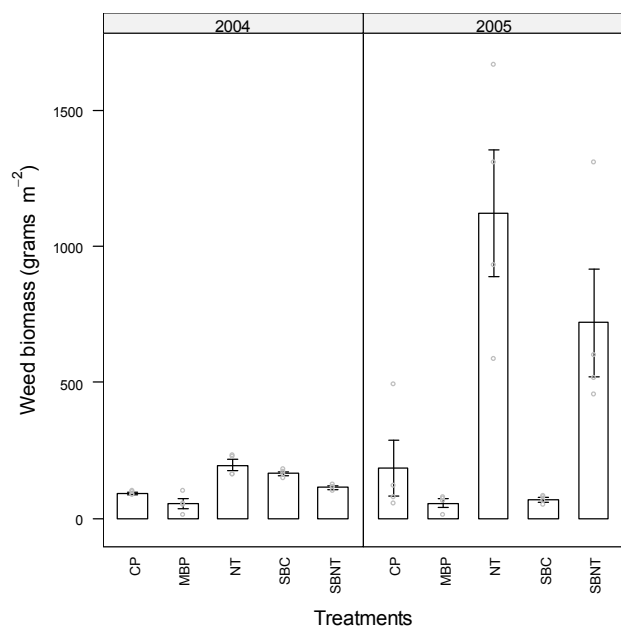 2004
2005
1500
1000
500
0
Weed biomass (grams m⁻²)
CP
MBP
NT
SBC
SBNT
CP
MBP
NT
SBC
SBNT
Treatments